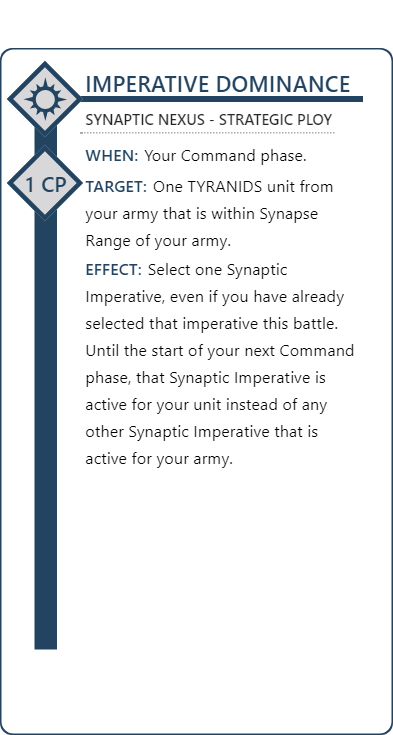 IMPERATIVE DOMINANCE
SYNAPTIC NEXUS - STRATEGIC PLOY
1 CP
WHEN: Your Command phase.
TARGET: One TYRANIDS unit from
your army that is within Synapse
Range of your army.
EFFECT: Select one Synaptic
Imperative, even if you have already
selected that imperative this battle.
Until the start of your next Command
phase, that Synaptic Imperative is
active for your unit instead of any
other Synaptic Imperative that is
active for your army.